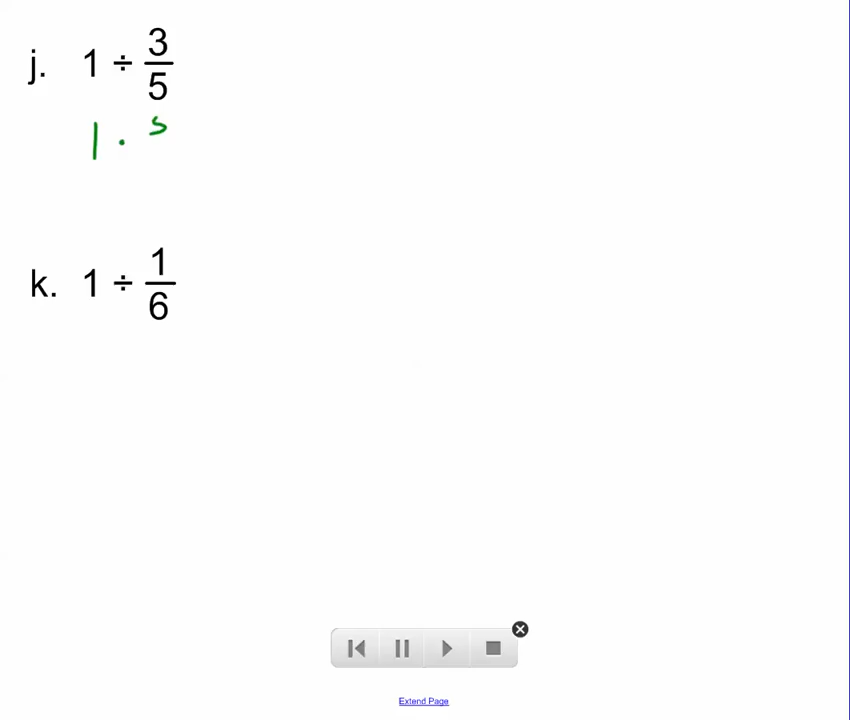 j. 1 ÷ 3/5
1 · 5
k. 1 ÷ 1/6
Extend Page